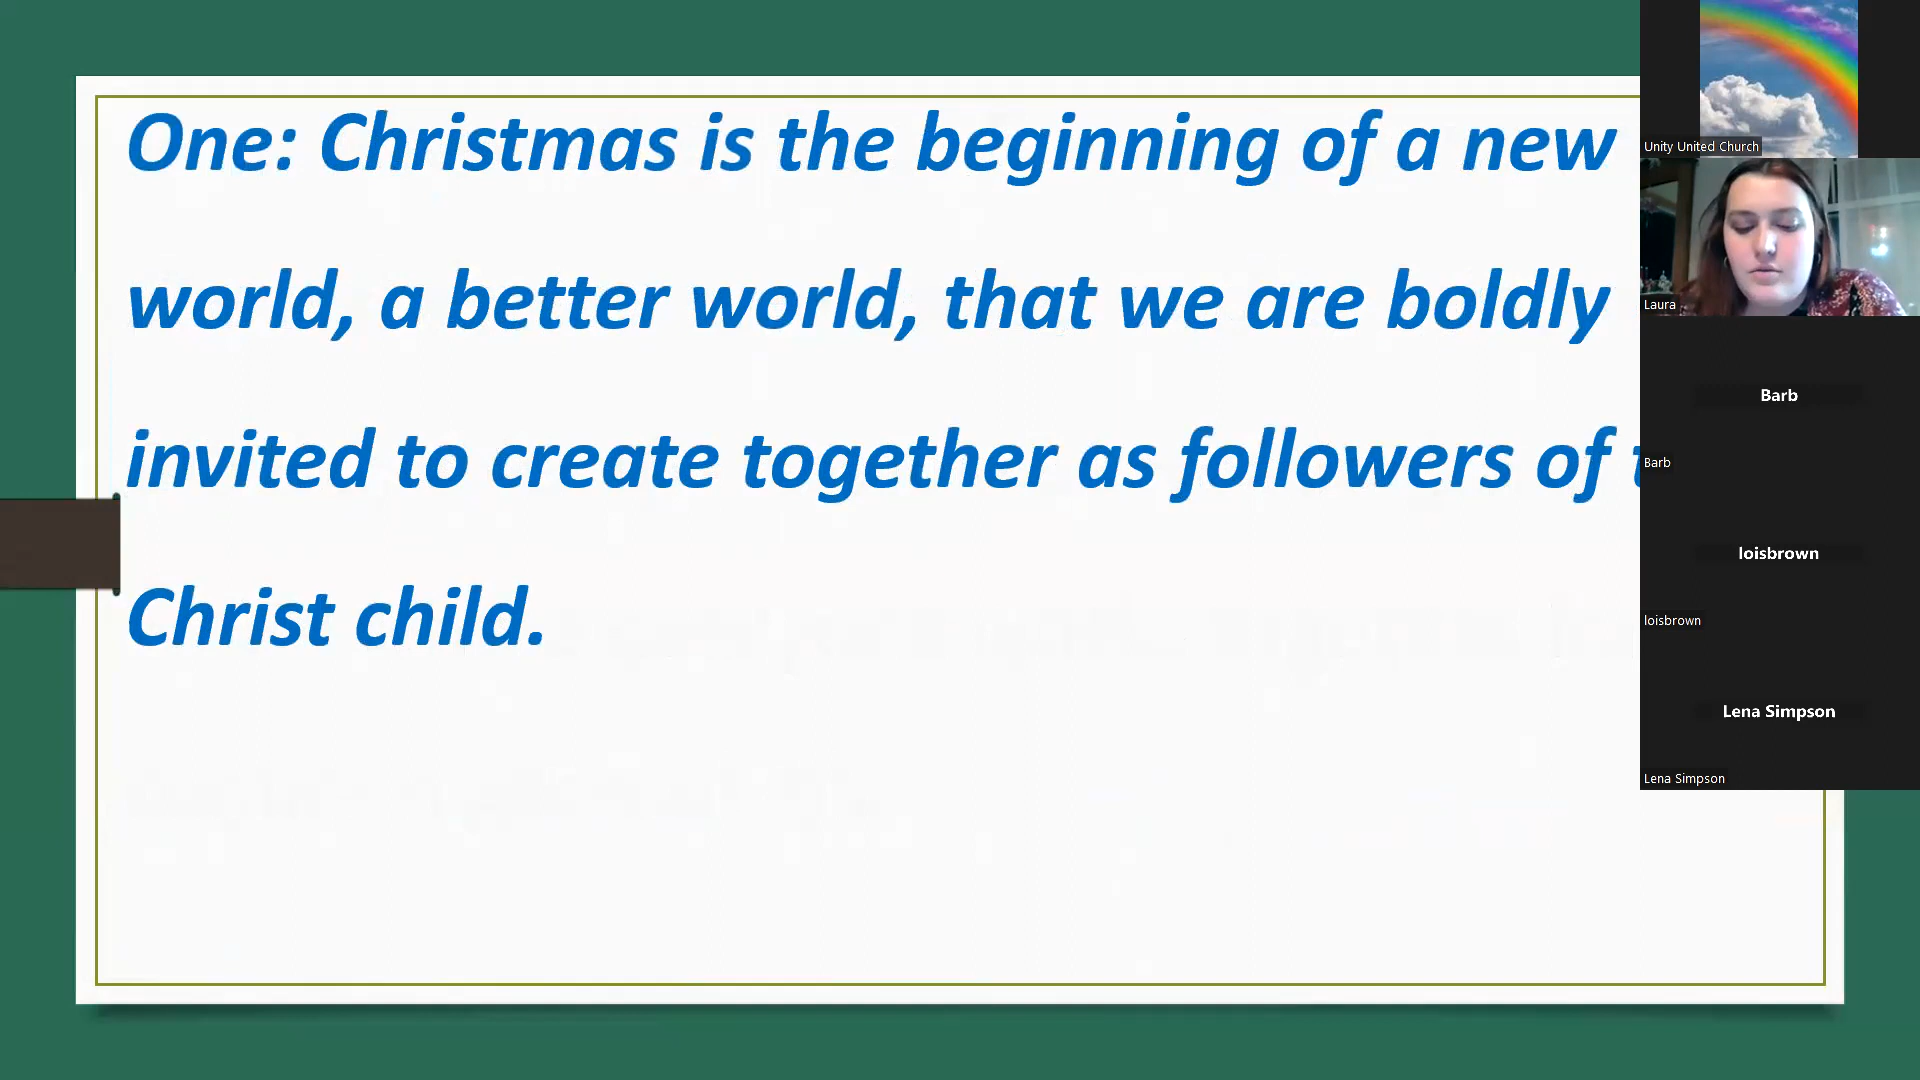 One: Christmas is the beginning of a new
world, a better world, that we are boldly
invited to create together as followers of
Christ child.
Unity United Church
Laura
Barb
Barb
loisbrown
loisbrown
Lena Simpson
Lena Simpson